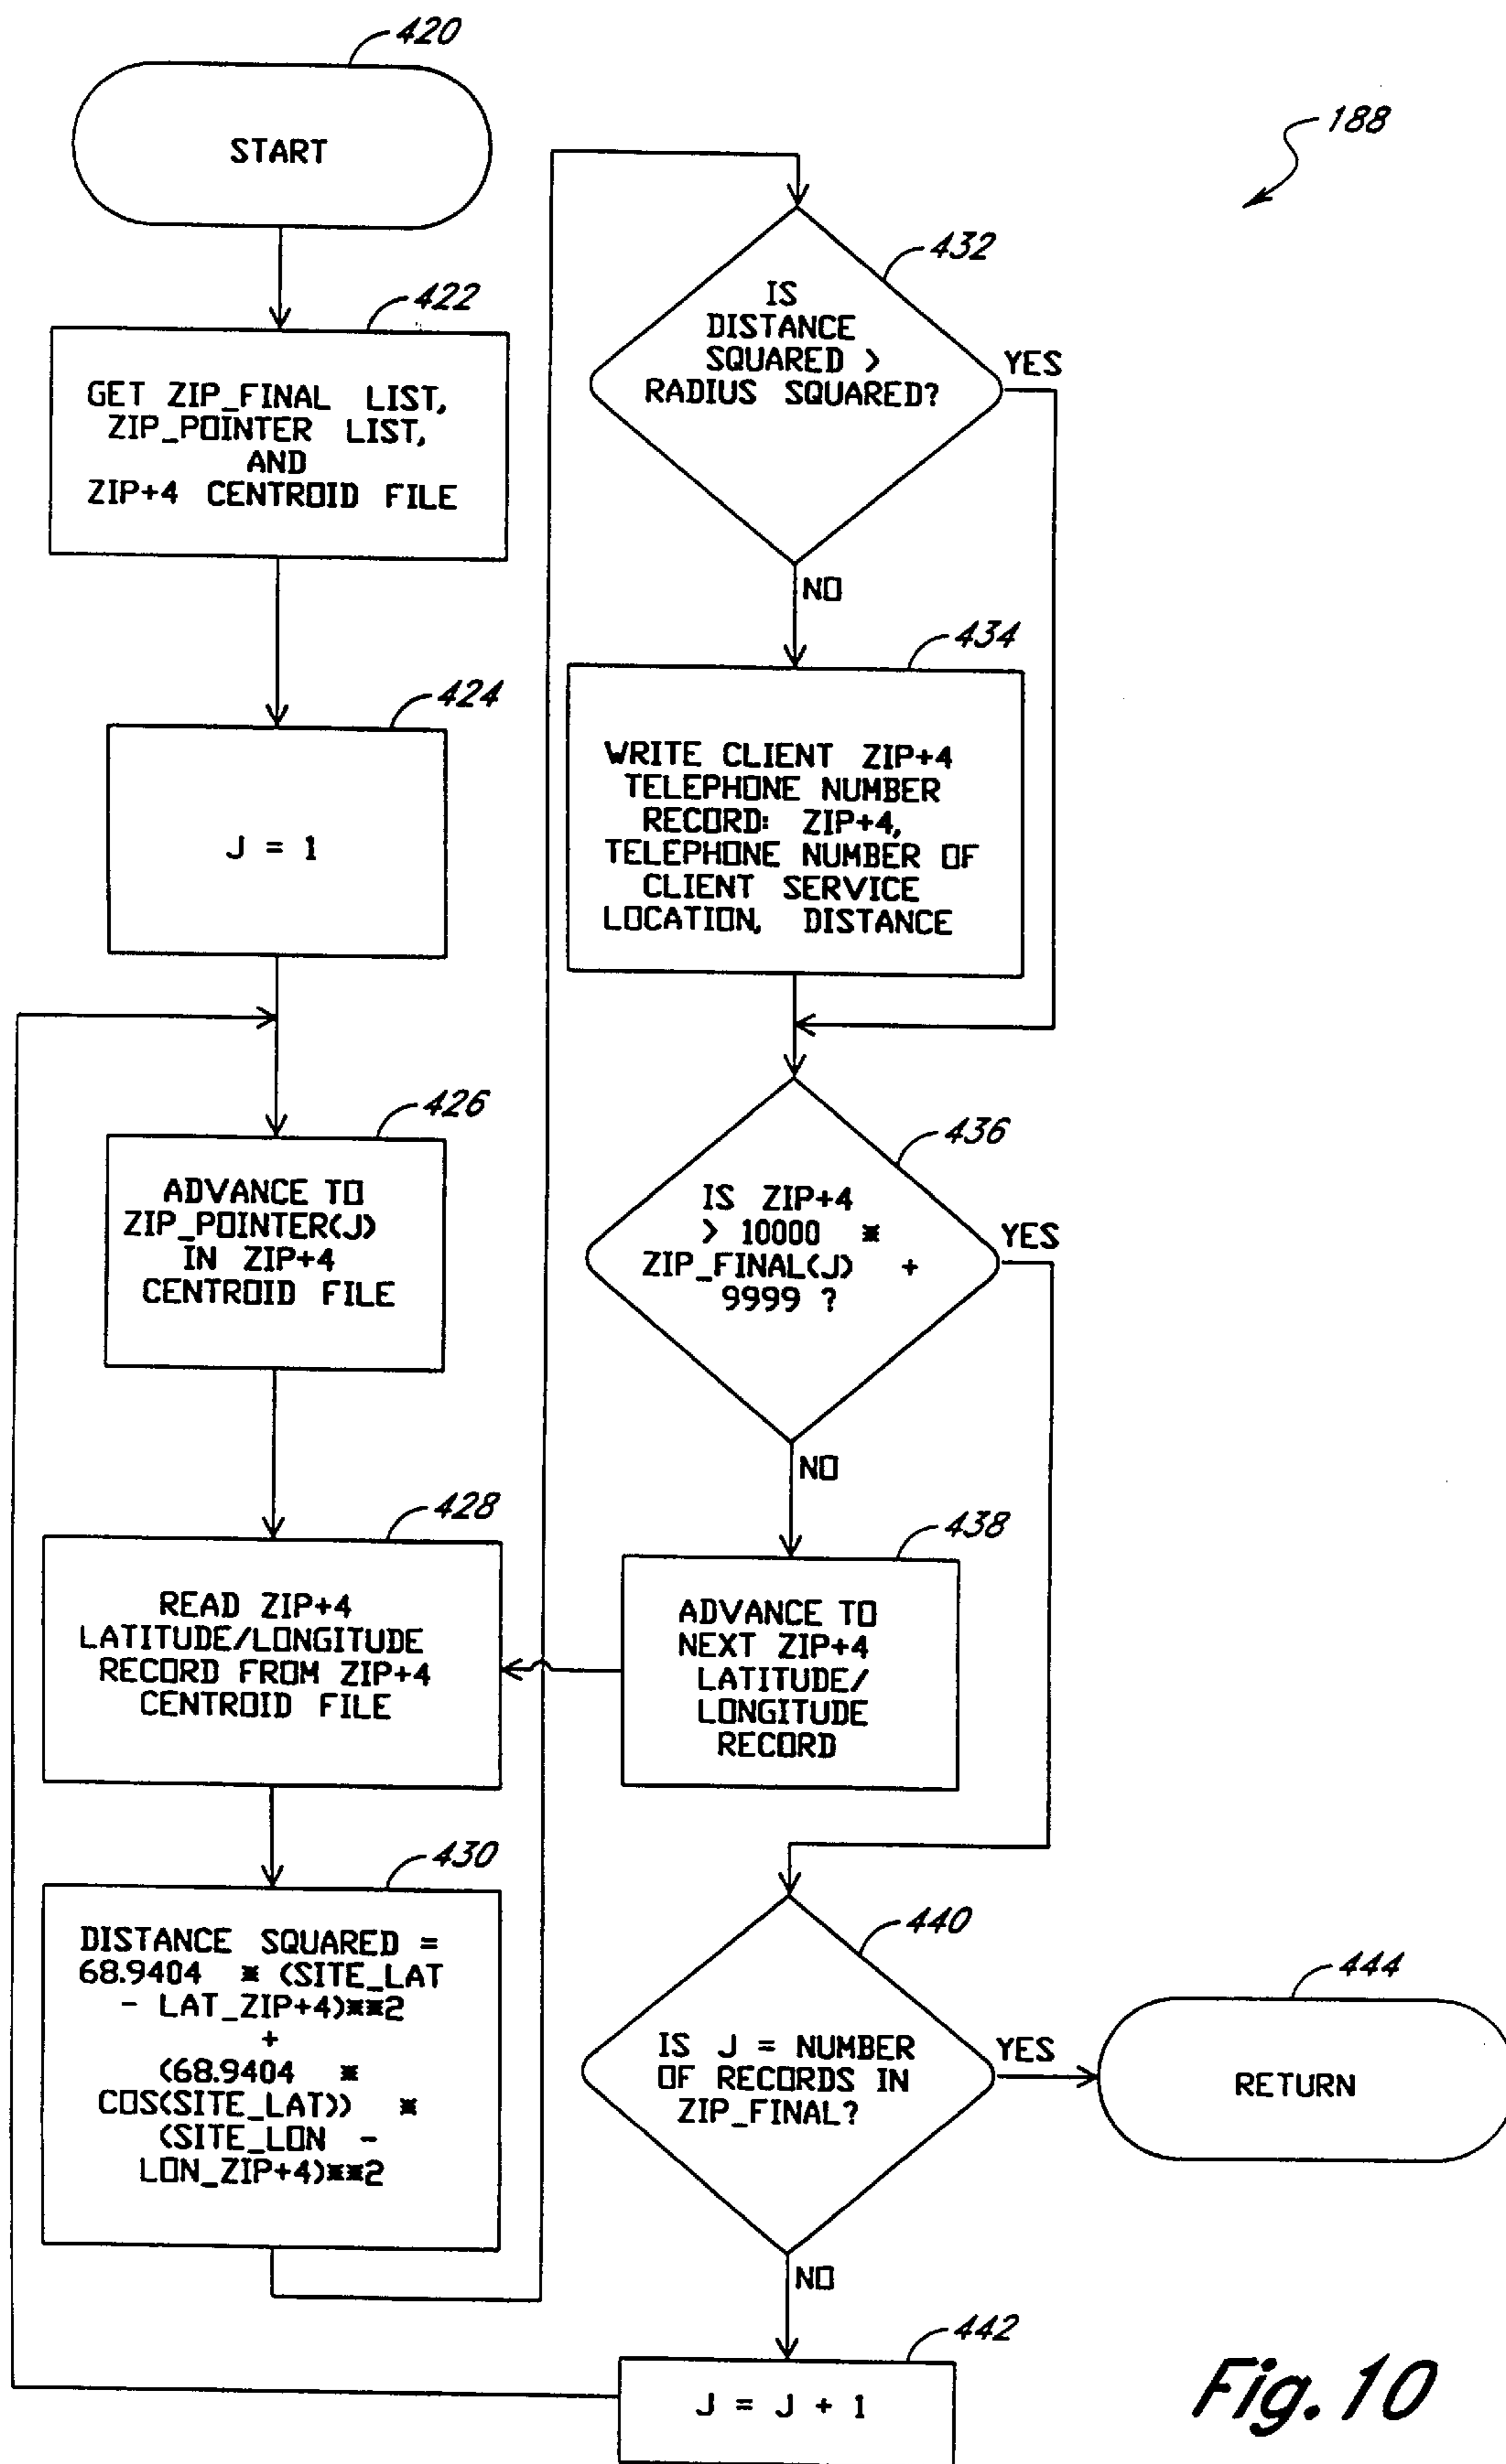 420
START
422
GET ZIP_FINAL LIST,
ZIP_POINTER LIST,
AND
ZIP+4 CENTROID FILE
424
J = 1
426
ADVANCE TO
ZIP_POINTER(J)
IN ZIP+4
CENTROID FILE
428
READ ZIP+4
LATITUDE/LONGITUDE
RECORD FROM ZIP+4
CENTROID FILE
430
DISTANCE SQUARED =
68.9404 * (SITE_LAT
- LAT_ZIP+4)**2
+
(68.9404 *
COS(SITE_LAT)) *
(SITE_LON -
LON_ZIP+4)**2
188
432
IS
DISTANCE
SQUARED >
RADIUS SQUARED?
YES
NO
434
WRITE CLIENT ZIP+4
TELEPHONE NUMBER
RECORD: ZIP+4,
TELEPHONE NUMBER OF
CLIENT SERVICE
LOCATION, DISTANCE
436
IS ZIP+4
> 10000 *
ZIP_FINAL(J) +
9999 ?
YES
NO
438
ADVANCE TO
NEXT ZIP+4
LATITUDE/
LONGITUDE
RECORD
440
IS J = NUMBER
OF RECORDS IN
ZIP_FINAL?
YES
NO
444
RETURN
442
J = J + 1
Fig. 10